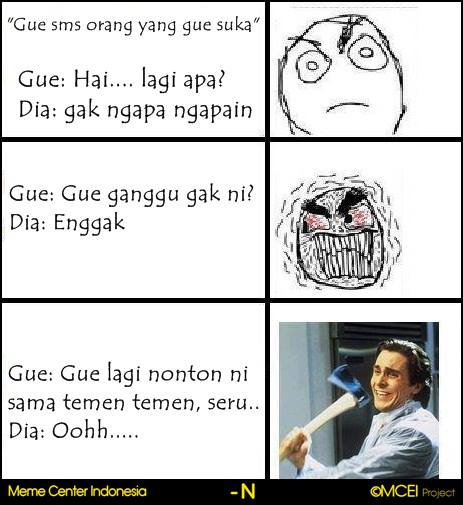 "Gue sms orang yang gue suka"
Gue: Hai.... lagi apa?
Dia: gak ngapa ngapain
Gue: Gue ganggu gak ni?
Dia: Enggak
Gue: Gue lagi nonton ni
sama temen temen, seru..
Dia: Oohh.....
Meme Center Indonesia -N ©MCEI Project